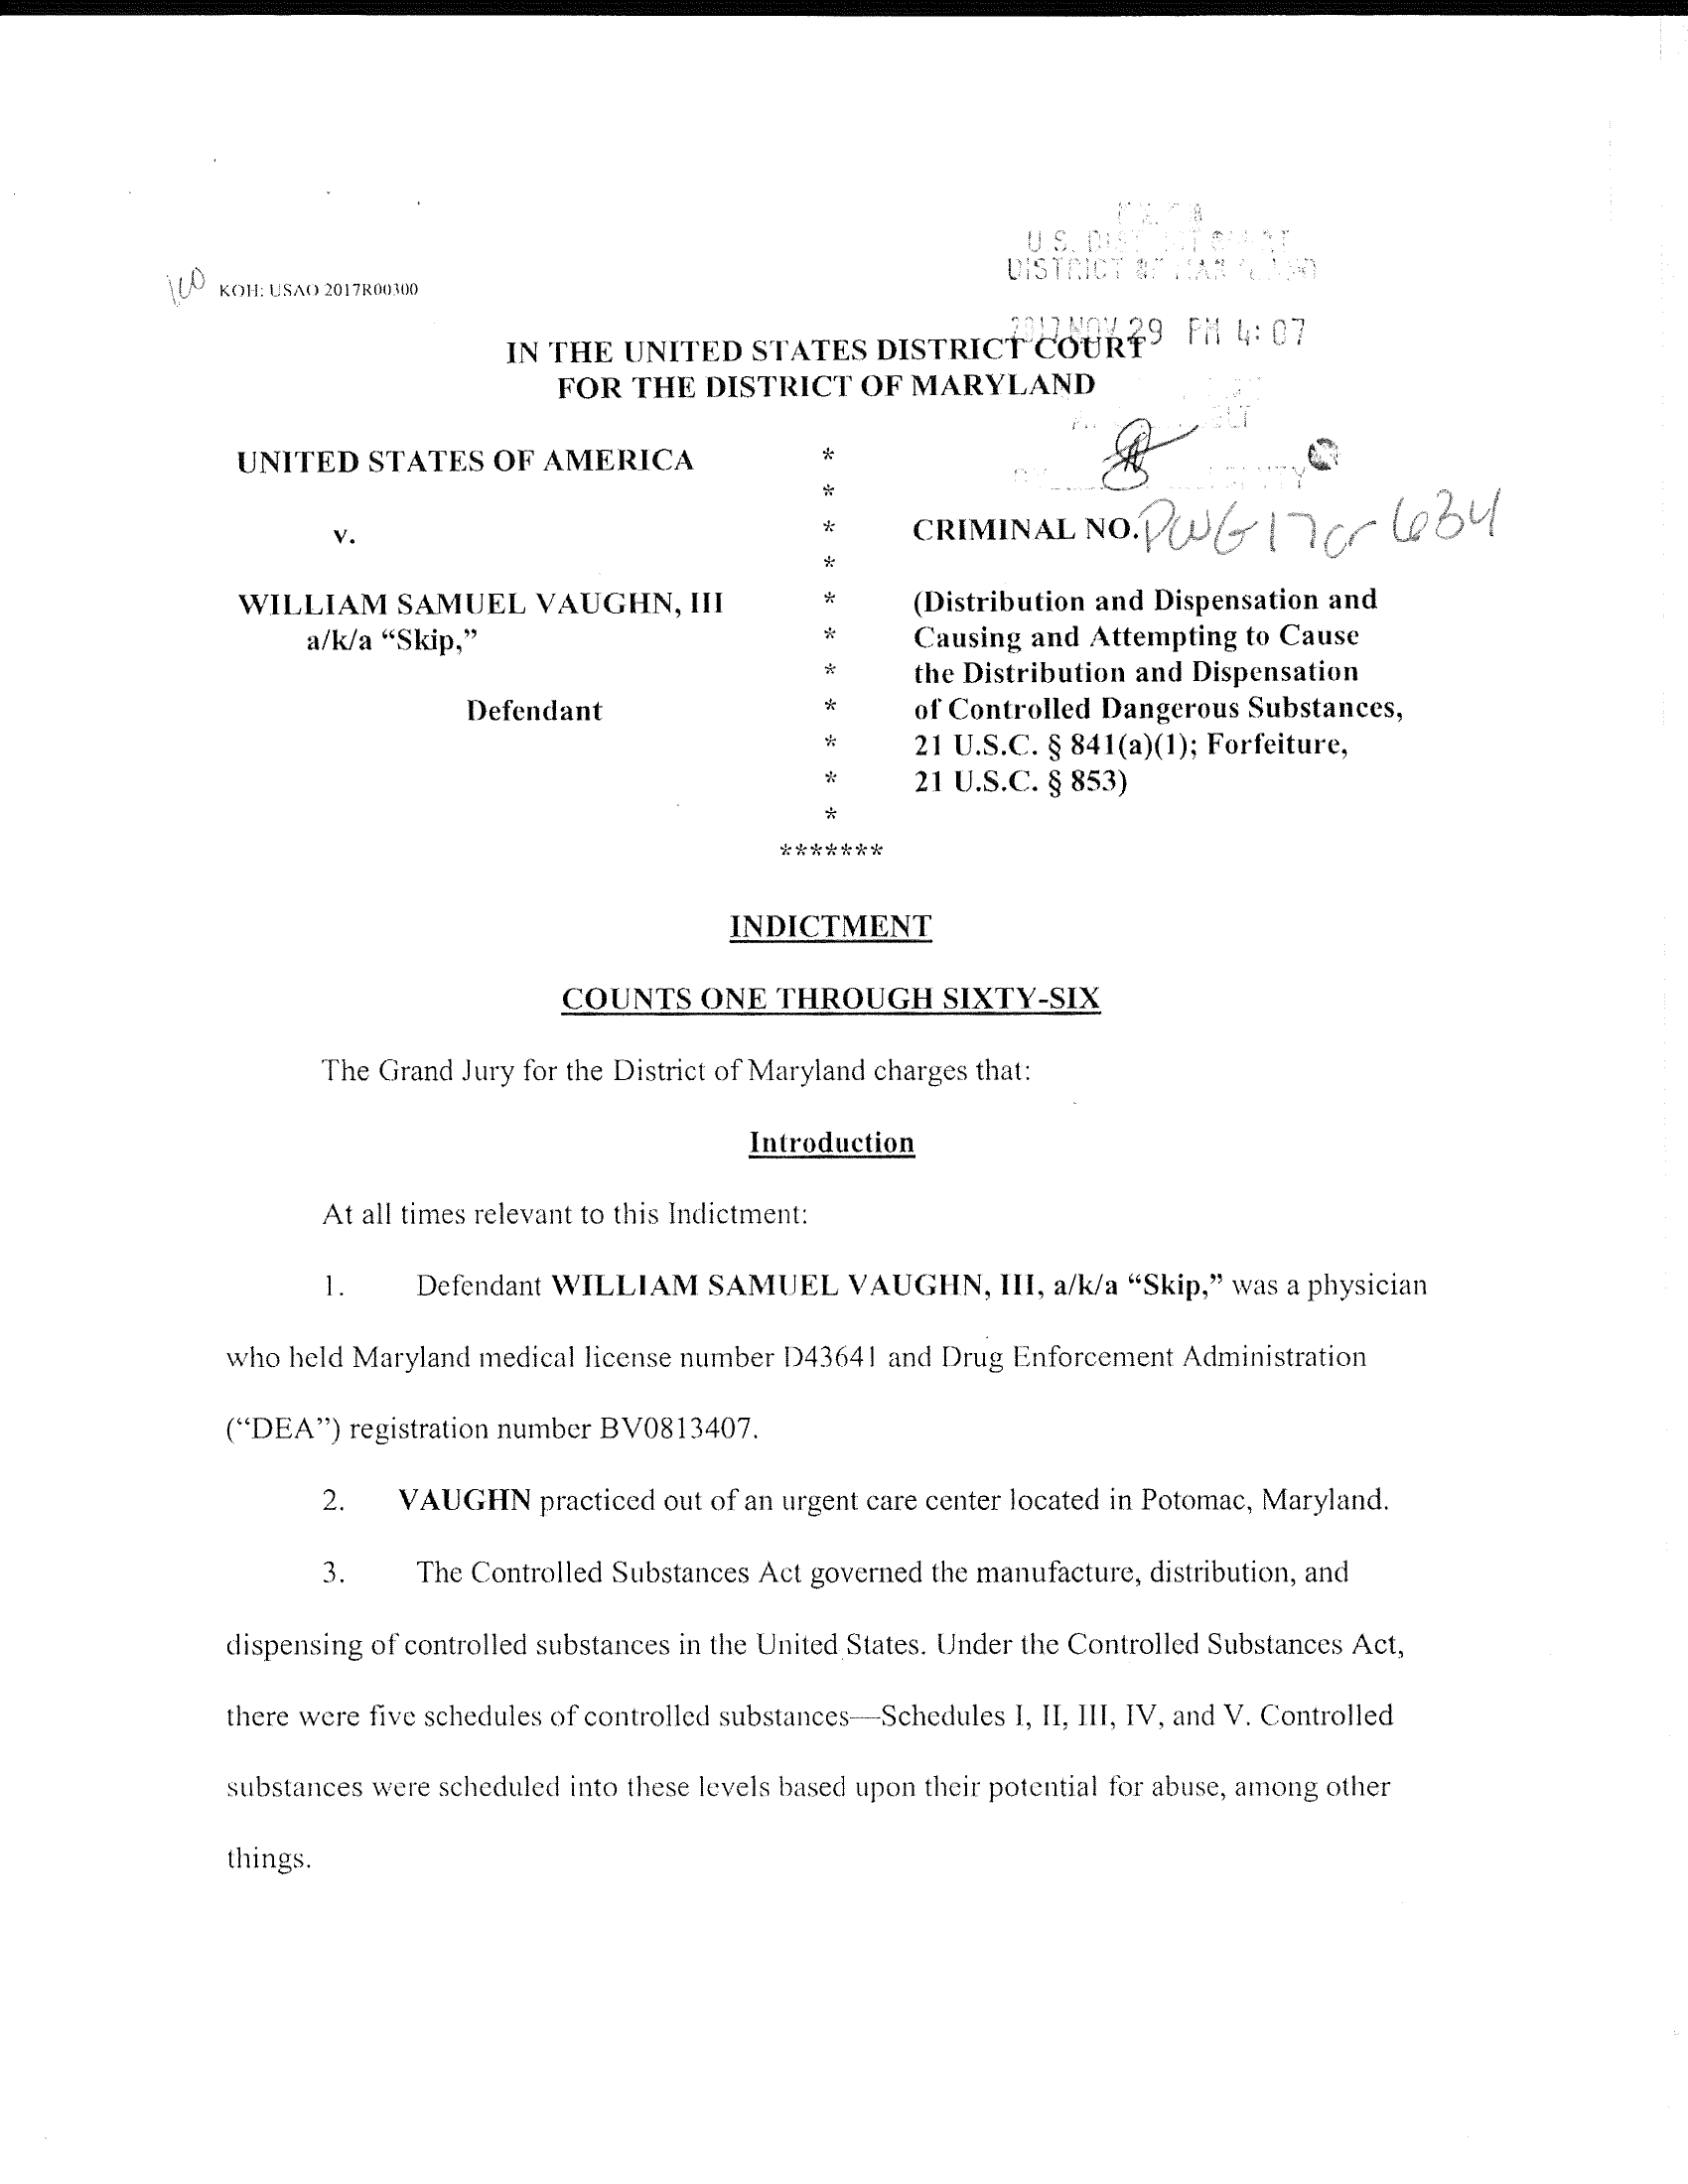 U.S. DISTRICT COURT
DISTRICT OF MARYLAND
KOH: USAO 2017R00300
2017 NOV 29 PM 4:07
IN THE UNITED STATES DISTRICT COURT
FOR THE DISTRICT OF MARYLAND
UNITED STATES OF AMERICA *
*
v. * CRIMINAL NO. PWG 17cr 634
*
WILLIAM SAMUEL VAUGHN, III * (Distribution and Dispensation and
a/k/a “Skip,” * Causing and Attempting to Cause
* the Distribution and Dispensation
Defendant * of Controlled Dangerous Substances,
* 21 U.S.C. § 841(a)(1); Forfeiture,
* 21 U.S.C. § 853)
*
*******
INDICTMENT
COUNTS ONE THROUGH SIXTY-SIX
The Grand Jury for the District of Maryland charges that:
Introduction
At all times relevant to this Indictment:
1. Defendant WILLIAM SAMUEL VAUGHN, III, a/k/a “Skip,” was a physician
who held Maryland medical license number D43641 and Drug Enforcement Administration
(“DEA”) registration number BV0813407.
2. VAUGHN practiced out of an urgent care center located in Potomac, Maryland.
3. The Controlled Substances Act governed the manufacture, distribution, and
dispensing of controlled substances in the United States. Under the Controlled Substances Act,
there were five schedules of controlled substances—Schedules I, II, III, IV, and V. Controlled
substances were scheduled into these levels based upon their potential for abuse, among other
things.